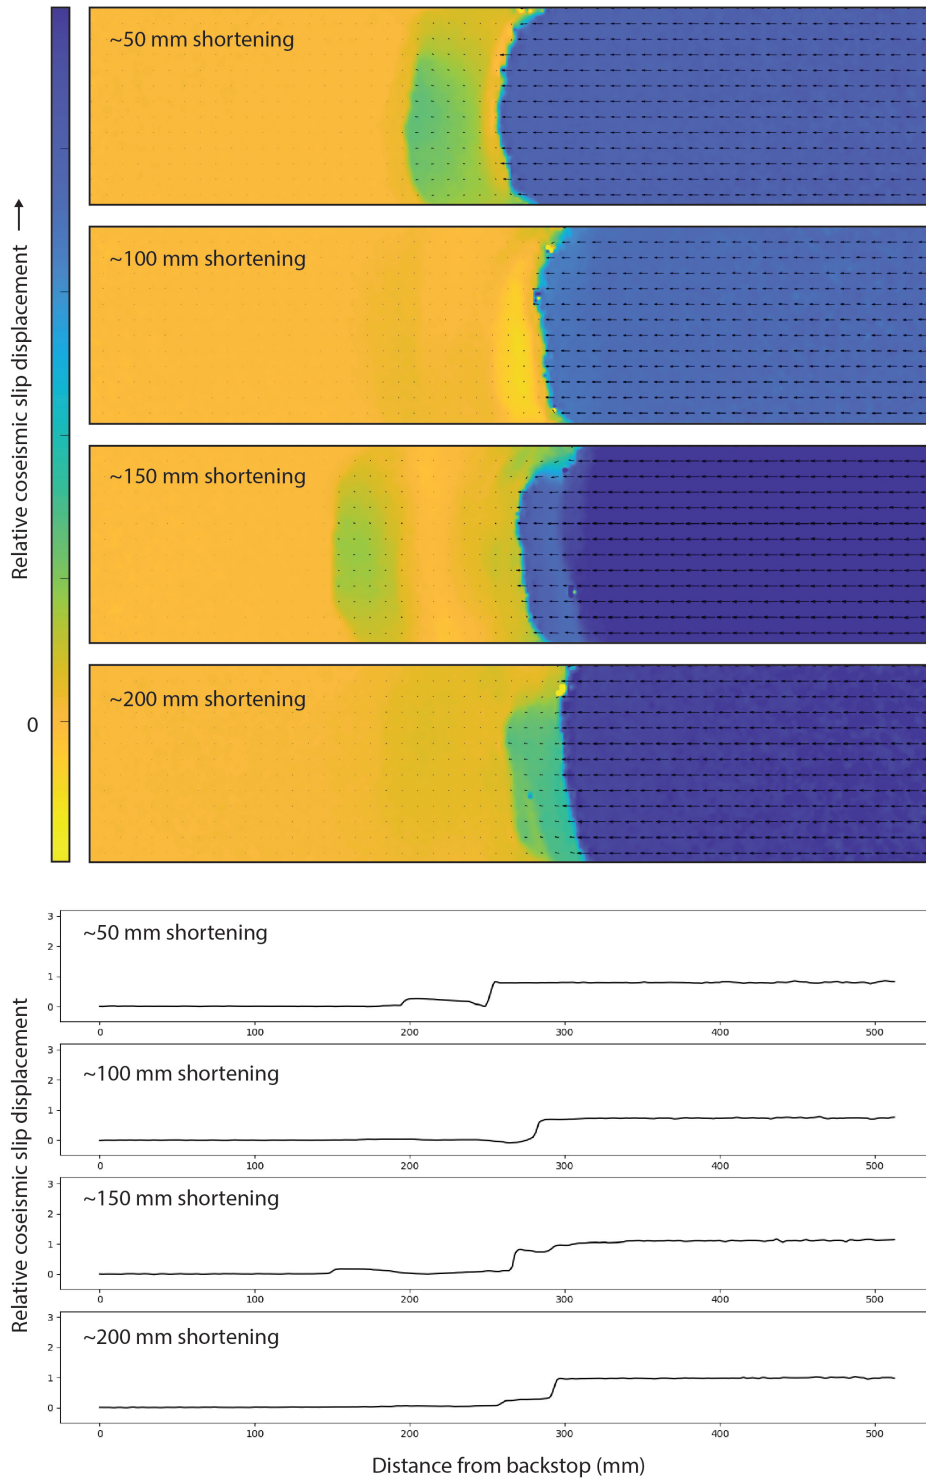 ~50 mm shortening
~100 mm shortening
~150 mm shortening
~200 mm shortening
Relative coseismic slip displacement →
0
~50 mm shortening
3
2
1
0
0 100 200 300 400 500
~100 mm shortening
3
2
1
0
0 100 200 300 400 500
~150 mm shortening
3
2
1
0
0 100 200 300 400 500
~200 mm shortening
3
2
1
0
0 100 200 300 400 500
Relative coseismic slip displacement
Distance from backstop (mm)